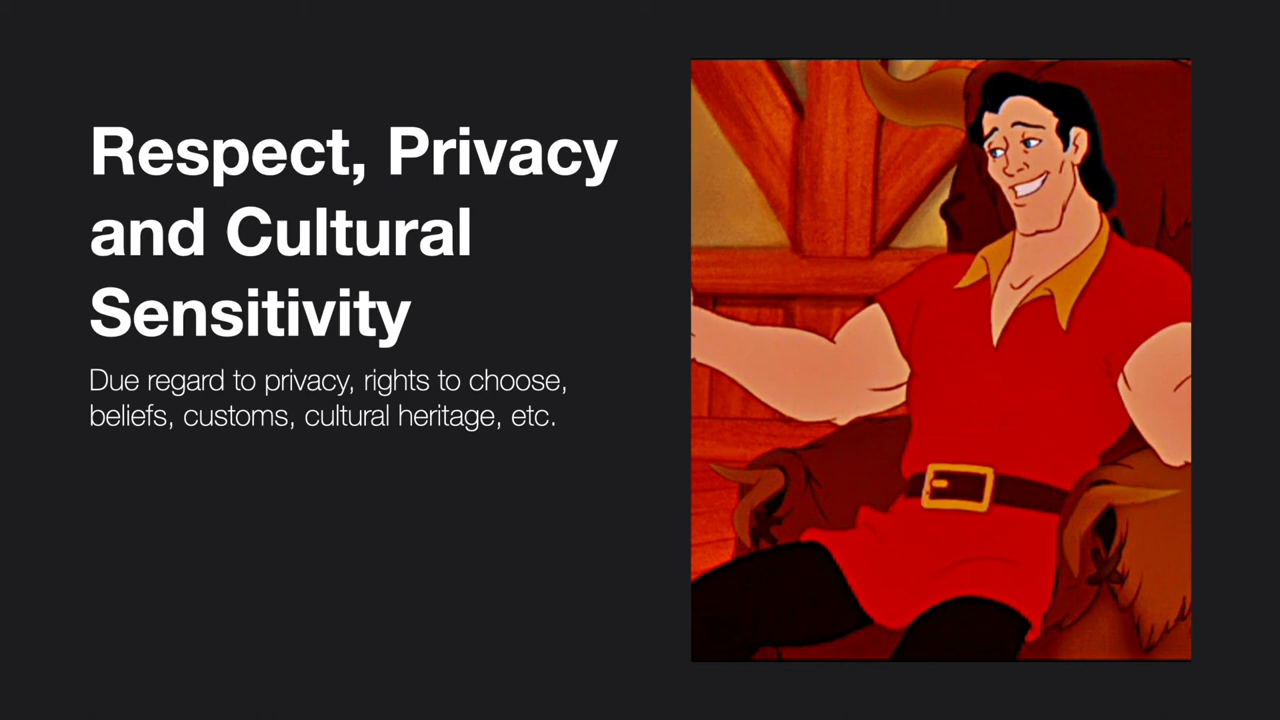 Respect, Privacy
and Cultural
Sensitivity
Due regard to privacy, rights to choose,
beliefs, customs, cultural heritage, etc.